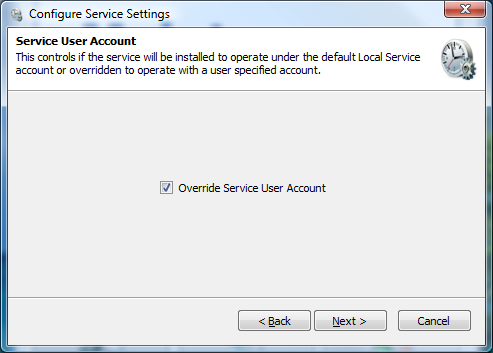 Configure Service Settings
Service User Account
This controls if the service will be installed to operate under the default Local Service
account or overridden to operate with a user specified account.
Override Service User Account
< Back Next > Cancel